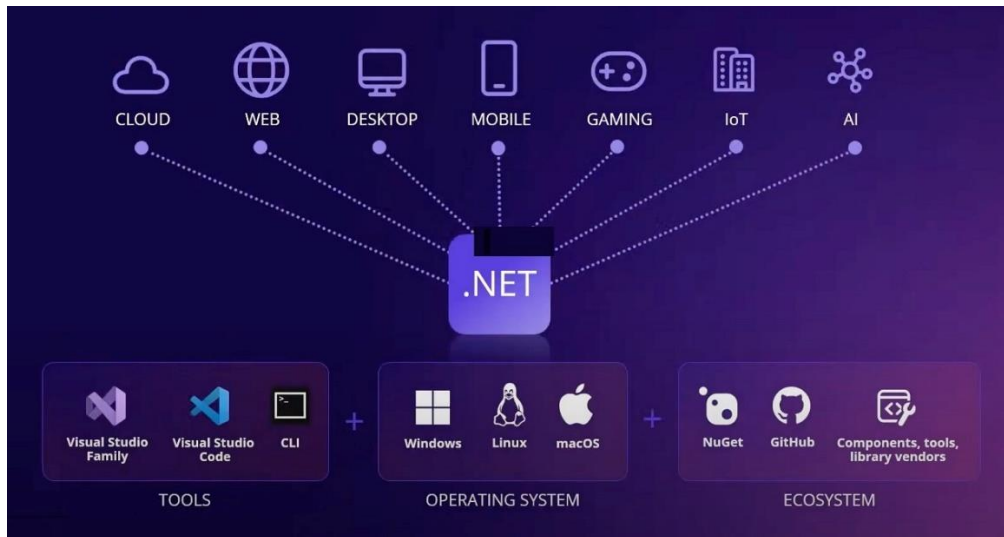 CLOUD WEB DESKTOP MOBILE GAMING IoT AI
.NET
Visual Studio Family
Visual Studio Code
CLI
Windows Linux macOS
NuGet GitHub
Components, tools,
library vendors
TOOLS OPERATING SYSTEM ECOSYSTEM